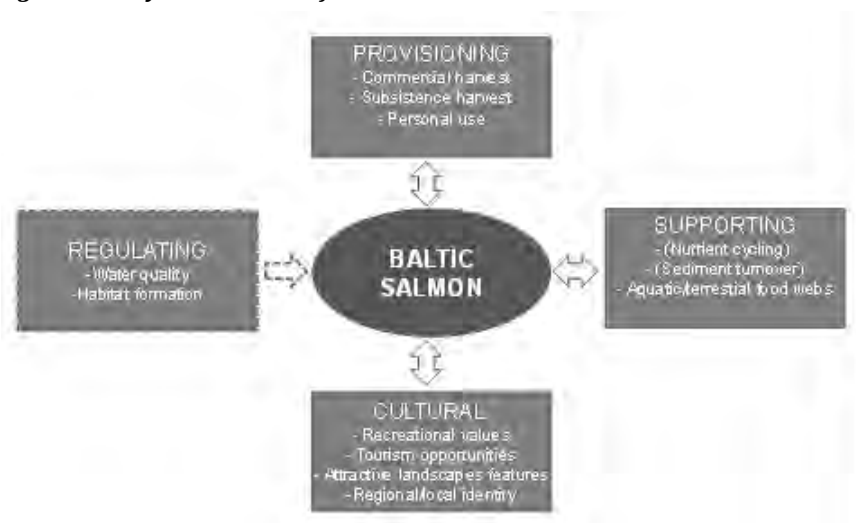 PROVISIONING
- Commercial harvest
- Subsistence harvest
- Personal use
REGULATING
- Water quality
- Habitat formation
BALTIC
SALMON
SUPPORTING
- (Nutrient cycling)
- (Sediment turnover)
- Aquatic/terrestial food webs
CULTURAL
- Recreational values
- Tourism opportunities
- Attractive landscapes features
- Regional/local identity